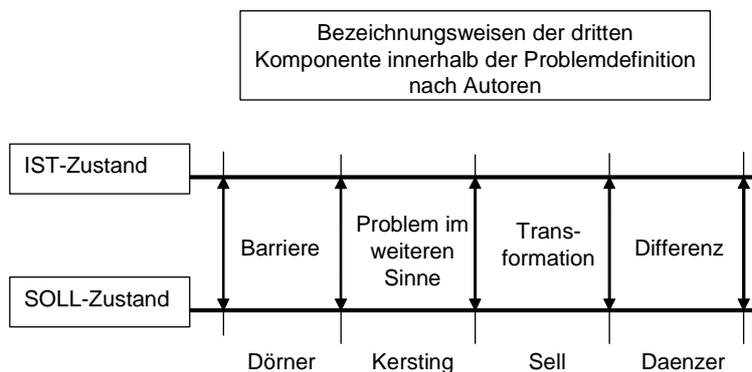 Bezeichnungsweisen der dritten
Komponente innerhalb der Problemdefinition
nach Autoren
IST-Zustand
Barriere
Problem im
weiteren
Sinne
Trans-
formation
Differenz
SOLL-Zustand
Dörner
Kersting
Sell
Daenzer